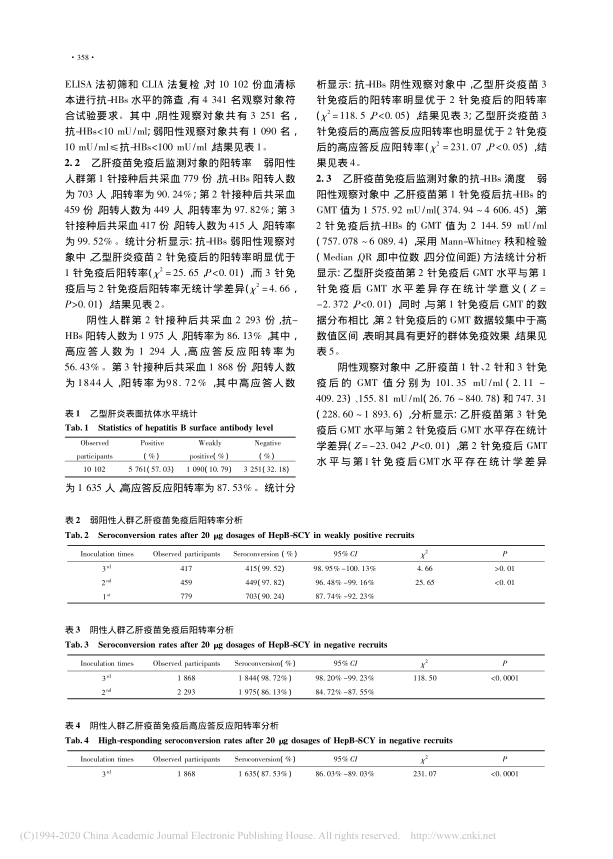 ·358·
ELISA 法初筛和 CLIA 法复检,对 10 102 份血清标
本进行抗-HBs 水平的筛查,有 4 341 名观察对象符
合试验要求。其中,阴性观察对象共有 3 251 名,
抗-HBs<10 mU/ml;弱阳性观察对象共有 1 090 名,
10 mU/ml≤抗-HBs<100 mU/ml,结果见表 1。
2.2 乙肝疫苗免疫后监测对象的阳转率 弱阳性
人群第 1 针接种后共采血 779 份,抗-HBs 阳转人数
为 703 人,阳转率为 90.24%;第 2 针接种后共采血
459 份,阳转人数为 449 人,阳转率为 97.82%;第 3
针接种后共采血 417 份,阳转人数为 415 人,阳转率
为 99.52%。统计分析显示:抗-HBs 弱阳性观察对
象中,乙型肝炎疫苗 2 针免疫后的阳转率明显优于
1 针免疫后阳转率(χ²=25.65,P<0.01),而 3 针免
疫后与 2 针免疫后阳转率无统计学差异(χ²=4.66,
P>0.01),结果见表 2。
阴性人群第 2 针接种后共采血 2 293 份,抗-
HBs 阳转人数为 1 975 人,阳转率为 86.13%,其中,
高应答人数为 1 294 人,高应答反应阳转率为
56.43%。第 3 针接种后共采血 1 868 份,阳转人数
为 1844 人,阳转率为98.72%,其中高应答人数
表 1 乙型肝炎表面抗体水平统计
Tab. 1 Statistics of hepatitis B surface antibody level
Observed Positive Weakly Negative
participants (%) positive(%) (%)
10 102 5 761(57.03) 1 090(10.79) 3 251(32.18)
为 1 635 人,高应答反应阳转率为 87.53%。统计分
析显示:抗-HBs 阴性观察对象中,乙型肝炎疫苗 3
针免疫后的阳转率明显优于 2 针免疫后的阳转率
(χ²=118.5,P<0.05),结果见表 3;乙型肝炎疫苗 3
针免疫后的高应答反应阳转率也明显优于 2 针免疫
后的高应答反应阳转率(χ²=231.07,P<0.05),结
果见表 4。
2.3 乙肝疫苗免疫后监测对象的抗-HBs 滴度 弱
阳性观察对象中,乙肝疫苗第 1 针免疫后抗-HBs 的
GMT 值为 1 575.92 mU/ml(374.94~4 606.45),第
2 针免疫后抗-HBs 的 GMT 值为 2 144.59 mU/ml
(757.078~6 089.4),采用 Mann-Whitney 秩和检验
(Median,QR,即中位数,四分位间距)方法统计分析
显示:乙型肝炎疫苗第 2 针免疫后 GMT 水平与第 1
针免疫后 GMT 水平差异存在统计学意义(Z=
-2.372,P<0.01),同时,与第 1 针免疫后 GMT 的数
据分布相比,第 2 针免疫后的 GMT 数据较集中于高
数值区间,表明其具有更好的群体免疫效果,结果见
表 5。
阴性观察对象中,乙肝疫苗 1 针、2 针和 3 针免
疫后的 GMT 值分别为 101.35 mU/ml(2.11~
409.23)、155.81 mU/ml(26.76~840.78)和 747.31
(228.60~1 893.6),分析显示:乙肝疫苗第 3 针免
疫后 GMT 水平与第 2 针免疫后 GMT 水平存在统计
学差异(Z=-23.042,P<0.01),第 2 针免疫后 GMT
水平与第1针免疫后GMT水平存在统计学差异
表 2 弱阳性人群乙肝疫苗免疫后阳转率分析
Tab. 2 Seroconversion rates after 20 μg dosages of HepB-SCY in weakly positive recruits
Inoculation times Observed participants Seroconversion (%) 95% CI χ² P
3rd 417 415(99.52) 98.95%-100.13% 4.66 >0.01
2nd 459 449(97.82) 96.48%-99.16% 25.65 <0.01
1st 779 703(90.24) 87.74%-92.23%
表 3 阴性人群乙肝疫苗免疫后阳转率分析
Tab. 3 Seroconversion rates after 20 μg dosages of HepB-SCY in negative recruits
Inoculation times Observed participants Seroconversion(%) 95% CI χ² P
3rd 1 868 1 844(98.72%) 98.20%-99.23% 118.50 <0.0001
2nd 2 293 1 975(86.13%) 84.72%-87.55%
表 4 阴性人群乙肝疫苗免疫后高应答反应阳转率分析
Tab. 4 High-responding seroconversion rates after 20 μg dosages of HepB-SCY in negative recruits
Inoculation times Observed participants Seroconversion(%) 95% CI χ² P
3rd 1 868 1 635(87.53%) 86.03%-89.03% 231.07 <0.0001
(C)1994-2020 China Academic Journal Electronic Publishing House. All rights reserved. http://www.cnki.net